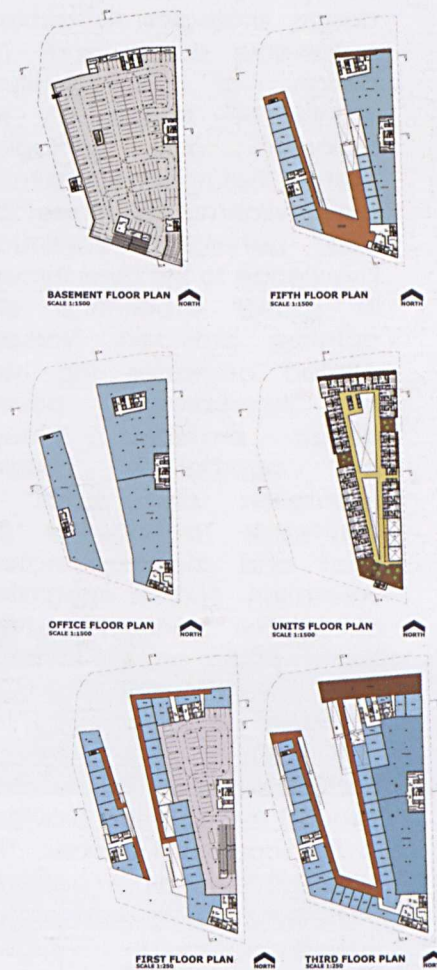 BASEMENT FLOOR PLAN
SCALE 1:1500
NORTH
FIFTH FLOOR PLAN
SCALE 1:1500
NORTH
OFFICE FLOOR PLAN
SCALE 1:1500
NORTH
UNITS FLOOR PLAN
SCALE 1:1500
NORTH
FIRST FLOOR PLAN
SCALE 1:250
NORTH
THIRD FLOOR PLAN
SCALE 1:250
NORTH